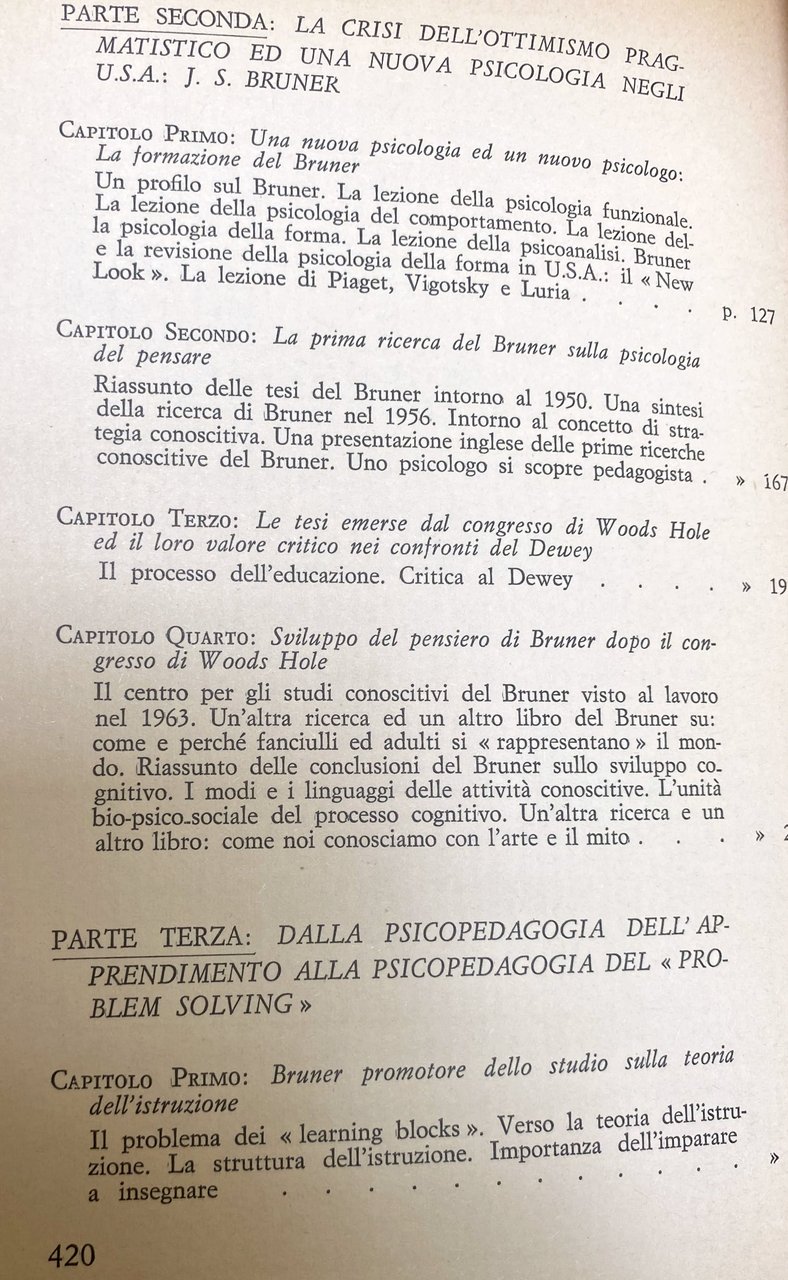 PARTE SECONDA: LA CRISI DELL'OTTIMISMO PRAG-
MATISTICO ED UNA NUOVA PSICOLOGIA NEGLI
U.S.A.: J. S. BRUNER
CAPITOLO PRIMO: Una nuova psicologia ed un nuovo psicologo:
La formazione del Bruner
Un profilo sul Bruner. La lezione della psicologia funzionale.
La lezione della psicologia del comportamento. La lezione del-
la psicologia della forma. La lezione della psicoanalisi. Bruner
e la revisione della psicologia della forma in U.S.A.: il « New
Look ». La lezione di Piaget, Vigotsky e Luria . . . . p. 127
CAPITOLO SECONDO: La prima ricerca del Bruner sulla psicologia
del pensare
Riassunto delle tesi del Bruner intorno al 1950. Una sintesi
della ricerca di Bruner nel 1956. Intorno al concetto di stra-
tegia conoscitiva. Una presentazione inglese delle prime ricerche
conoscitive del Bruner. Uno psicologo si scopre pedagogista . » 167
CAPITOLO TERZO: Le tesi emerse dal congresso di Woods Hole
ed il loro valore critico nei confronti del Dewey
Il processo dell'educazione. Critica al Dewey . . . . » 19
CAPITOLO QUARTO: Sviluppo del pensiero di Bruner dopo il con-
gresso di Woods Hole
Il centro per gli studi conoscitivi del Bruner visto al lavoro
nel 1963. Un'altra ricerca ed un altro libro del Bruner su:
come e perché fanciulli ed adulti si « rappresentano » il mon-
do. Riassunto delle conclusioni del Bruner sullo sviluppo co-
gnitivo. I modi e i linguaggi delle attività conoscitive. L'unità
bio-psico-sociale del processo cognitivo. Un'altra ricerca e un
altro libro: come noi conosciamo con l'arte e il mito . . . »
PARTE TERZA: DALLA PSICOPEDAGOGIA DELL'AP-
PRENDIMENTO ALLA PSICOPEDAGOGIA DEL « PRO-
BLEM SOLVING »
CAPITOLO PRIMO: Bruner promotore dello studio sulla teoria
dell'istruzione
Il problema dei « learning blocks ». Verso la teoria dell'istru-
zione. La struttura dell'istruzione. Importanza dell'imparare
a insegnare . . . . . . . . . . »
420